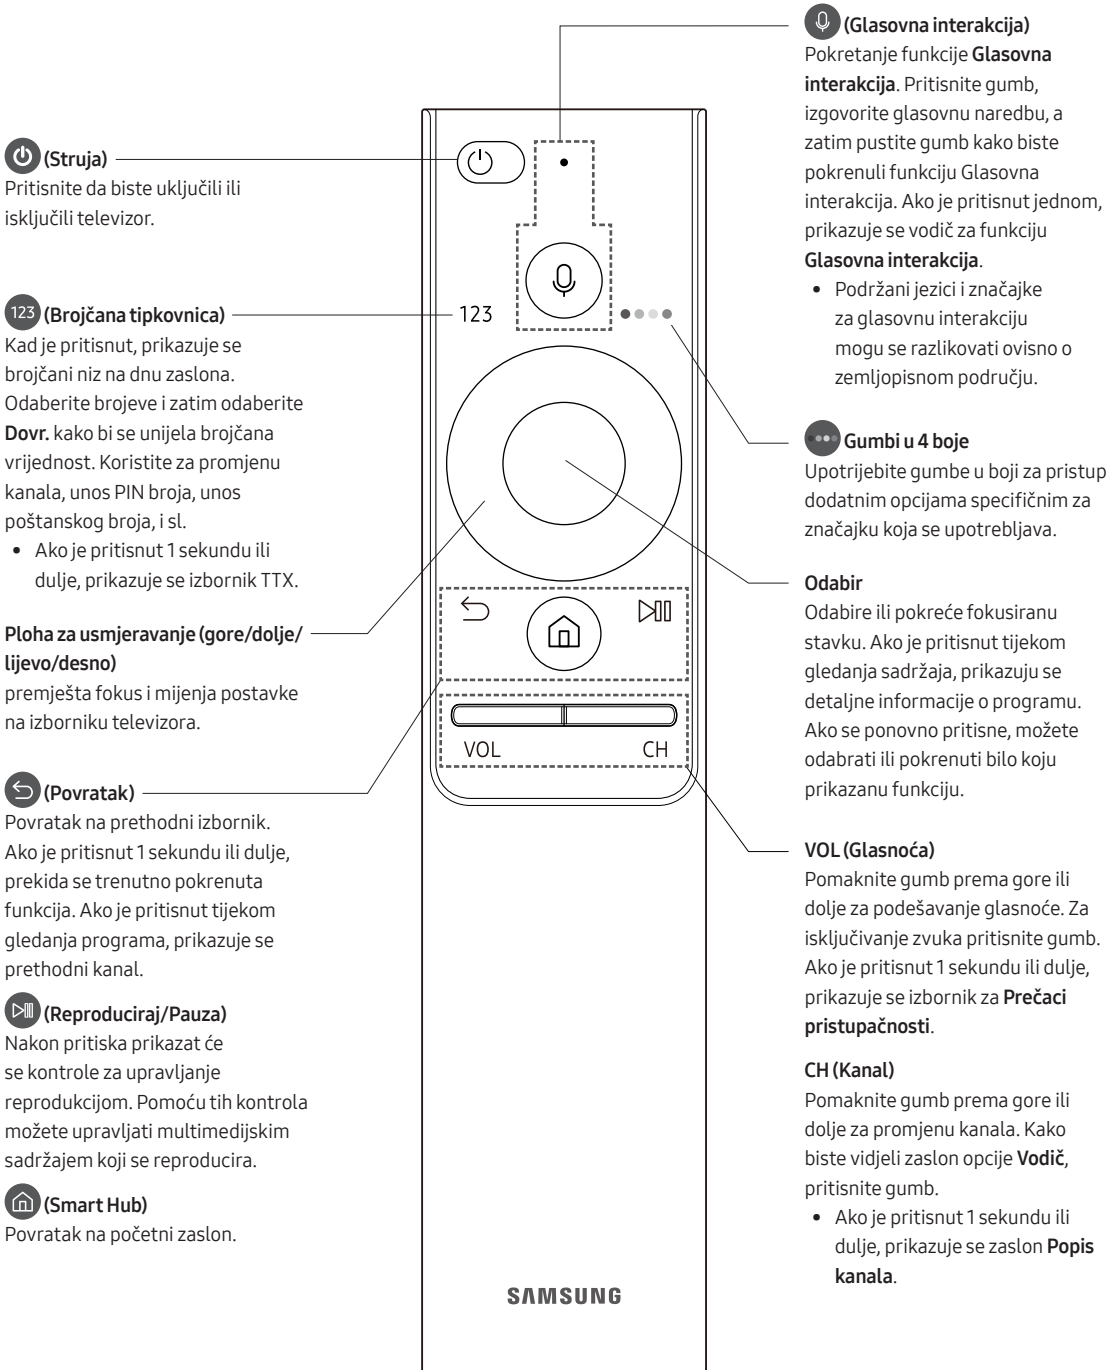 (Struja)
Pritisnite da biste uključili ili
isključili televizor.
123 (Brojčana tipkovnica)
Kad je pritisnut, prikazuje se
brojčani niz na dnu zaslona.
Odaberite brojeve i zatim odaberite
Dovr. kako bi se unijela brojčana
vrijednost. Koristite za promjenu
kanala, unos PIN broja, unos
poštanskog broja, i sl.
• Ako je pritisnut 1 sekundu ili
dulje, prikazuje se izbornik TTX.
Ploha za usmjeravanje (gore/dolje/
lijevo/desno)
premješta fokus i mijenja postavke
na izborniku televizora.
(Povratak)
Povratak na prethodni izbornik.
Ako je pritisnut 1 sekundu ili dulje,
prekida se trenutno pokrenuta
funkcija. Ako je pritisnut tijekom
gledanja programa, prikazuje se
prethodni kanal.
(Reproduciraj/Pauza)
Nakon pritiska prikazat će
se kontrole za upravljanje
reprodukcijom. Pomoću tih kontrola
možete upravljati multimedijskim
sadržajem koji se reproducira.
(Smart Hub)
Povratak na početni zaslon.
123
VOL CH
SAMSUNG
(Glasovna interakcija)
Pokretanje funkcije Glasovna
interakcija. Pritisnite gumb,
izgovorite glasovnu naredbu, a
zatim pustite gumb kako biste
pokrenuli funkciju Glasovna
interakcija. Ako je pritisnut jednom,
prikazuje se vodič za funkciju
Glasovna interakcija.
• Podržani jezici i značajke
za glasovnu interakciju
mogu se razlikovati ovisno o
zemljopisnom području.
Gumbi u 4 boje
Upotrijebite gumbe u boji za pristup
dodatnim opcijama specifičnim za
značajku koja se upotrebljava.
Odabir
Odabire ili pokreće fokusiranu
stavku. Ako je pritisnut tijekom
gledanja sadržaja, prikazuju se
detaljne informacije o programu.
Ako se ponovno pritisne, možete
odabrati ili pokrenuti bilo koju
prikazanu funkciju.
VOL (Glasnoća)
Pomaknite gumb prema gore ili
dolje za podešavanje glasnoće. Za
isključivanje zvuka pritisnite gumb.
Ako je pritisnut 1 sekundu ili dulje,
prikazuje se izbornik za Prečaci
pristupačnosti.
CH (Kanal)
Pomaknite gumb prema gore ili
dolje za promjenu kanala. Kako
biste vidjeli zaslon opcije Vodič,
pritisnite gumb.
• Ako je pritisnut 1 sekundu ili
dulje, prikazuje se zaslon Popis
kanala.